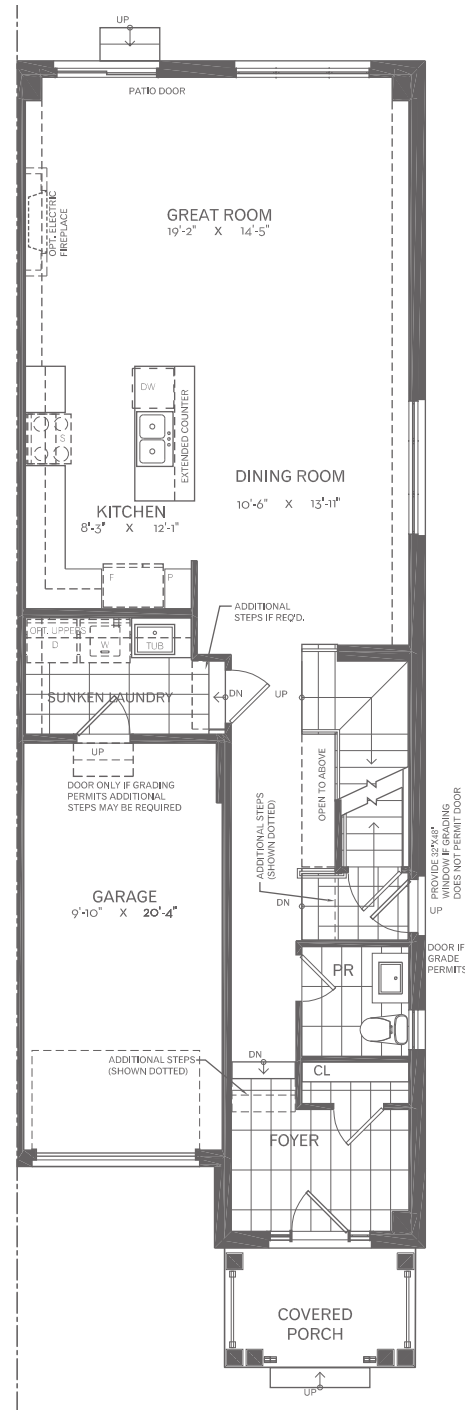 UP
PATIO DOOR
GREAT ROOM
19'-2" X 14'-5"
OPT. ELECTRIC
FIREPLACE
DW
S
EXTENDED COUNTER
DINING ROOM
10'-6" X 13'-11"
KITCHEN
8'-3" X 12'-1"
F
P
ADDITIONAL
STEPS IF REQ'D.
OPT. UPPERS
D
W
TUB
SUNKEN LAUNDRY
DN
UP
UP
DOOR ONLY IF GRADING
PERMITS ADDITIONAL
STEPS MAY BE REQUIRED
OPEN TO ABOVE
ADDITIONAL STEPS
(SHOWN DOTTED)
PROVIDE 32"X48"
WINDOW IF GRADING
DOES NOT PERMIT DOOR
GARAGE
9'-10" X 20'-4"
DN
UP
DOOR IF
GRADE
PERMITS
PR
DN
ADDITIONAL STEPS
(SHOWN DOTTED)
CL
FOYER
COVERED
PORCH
UP